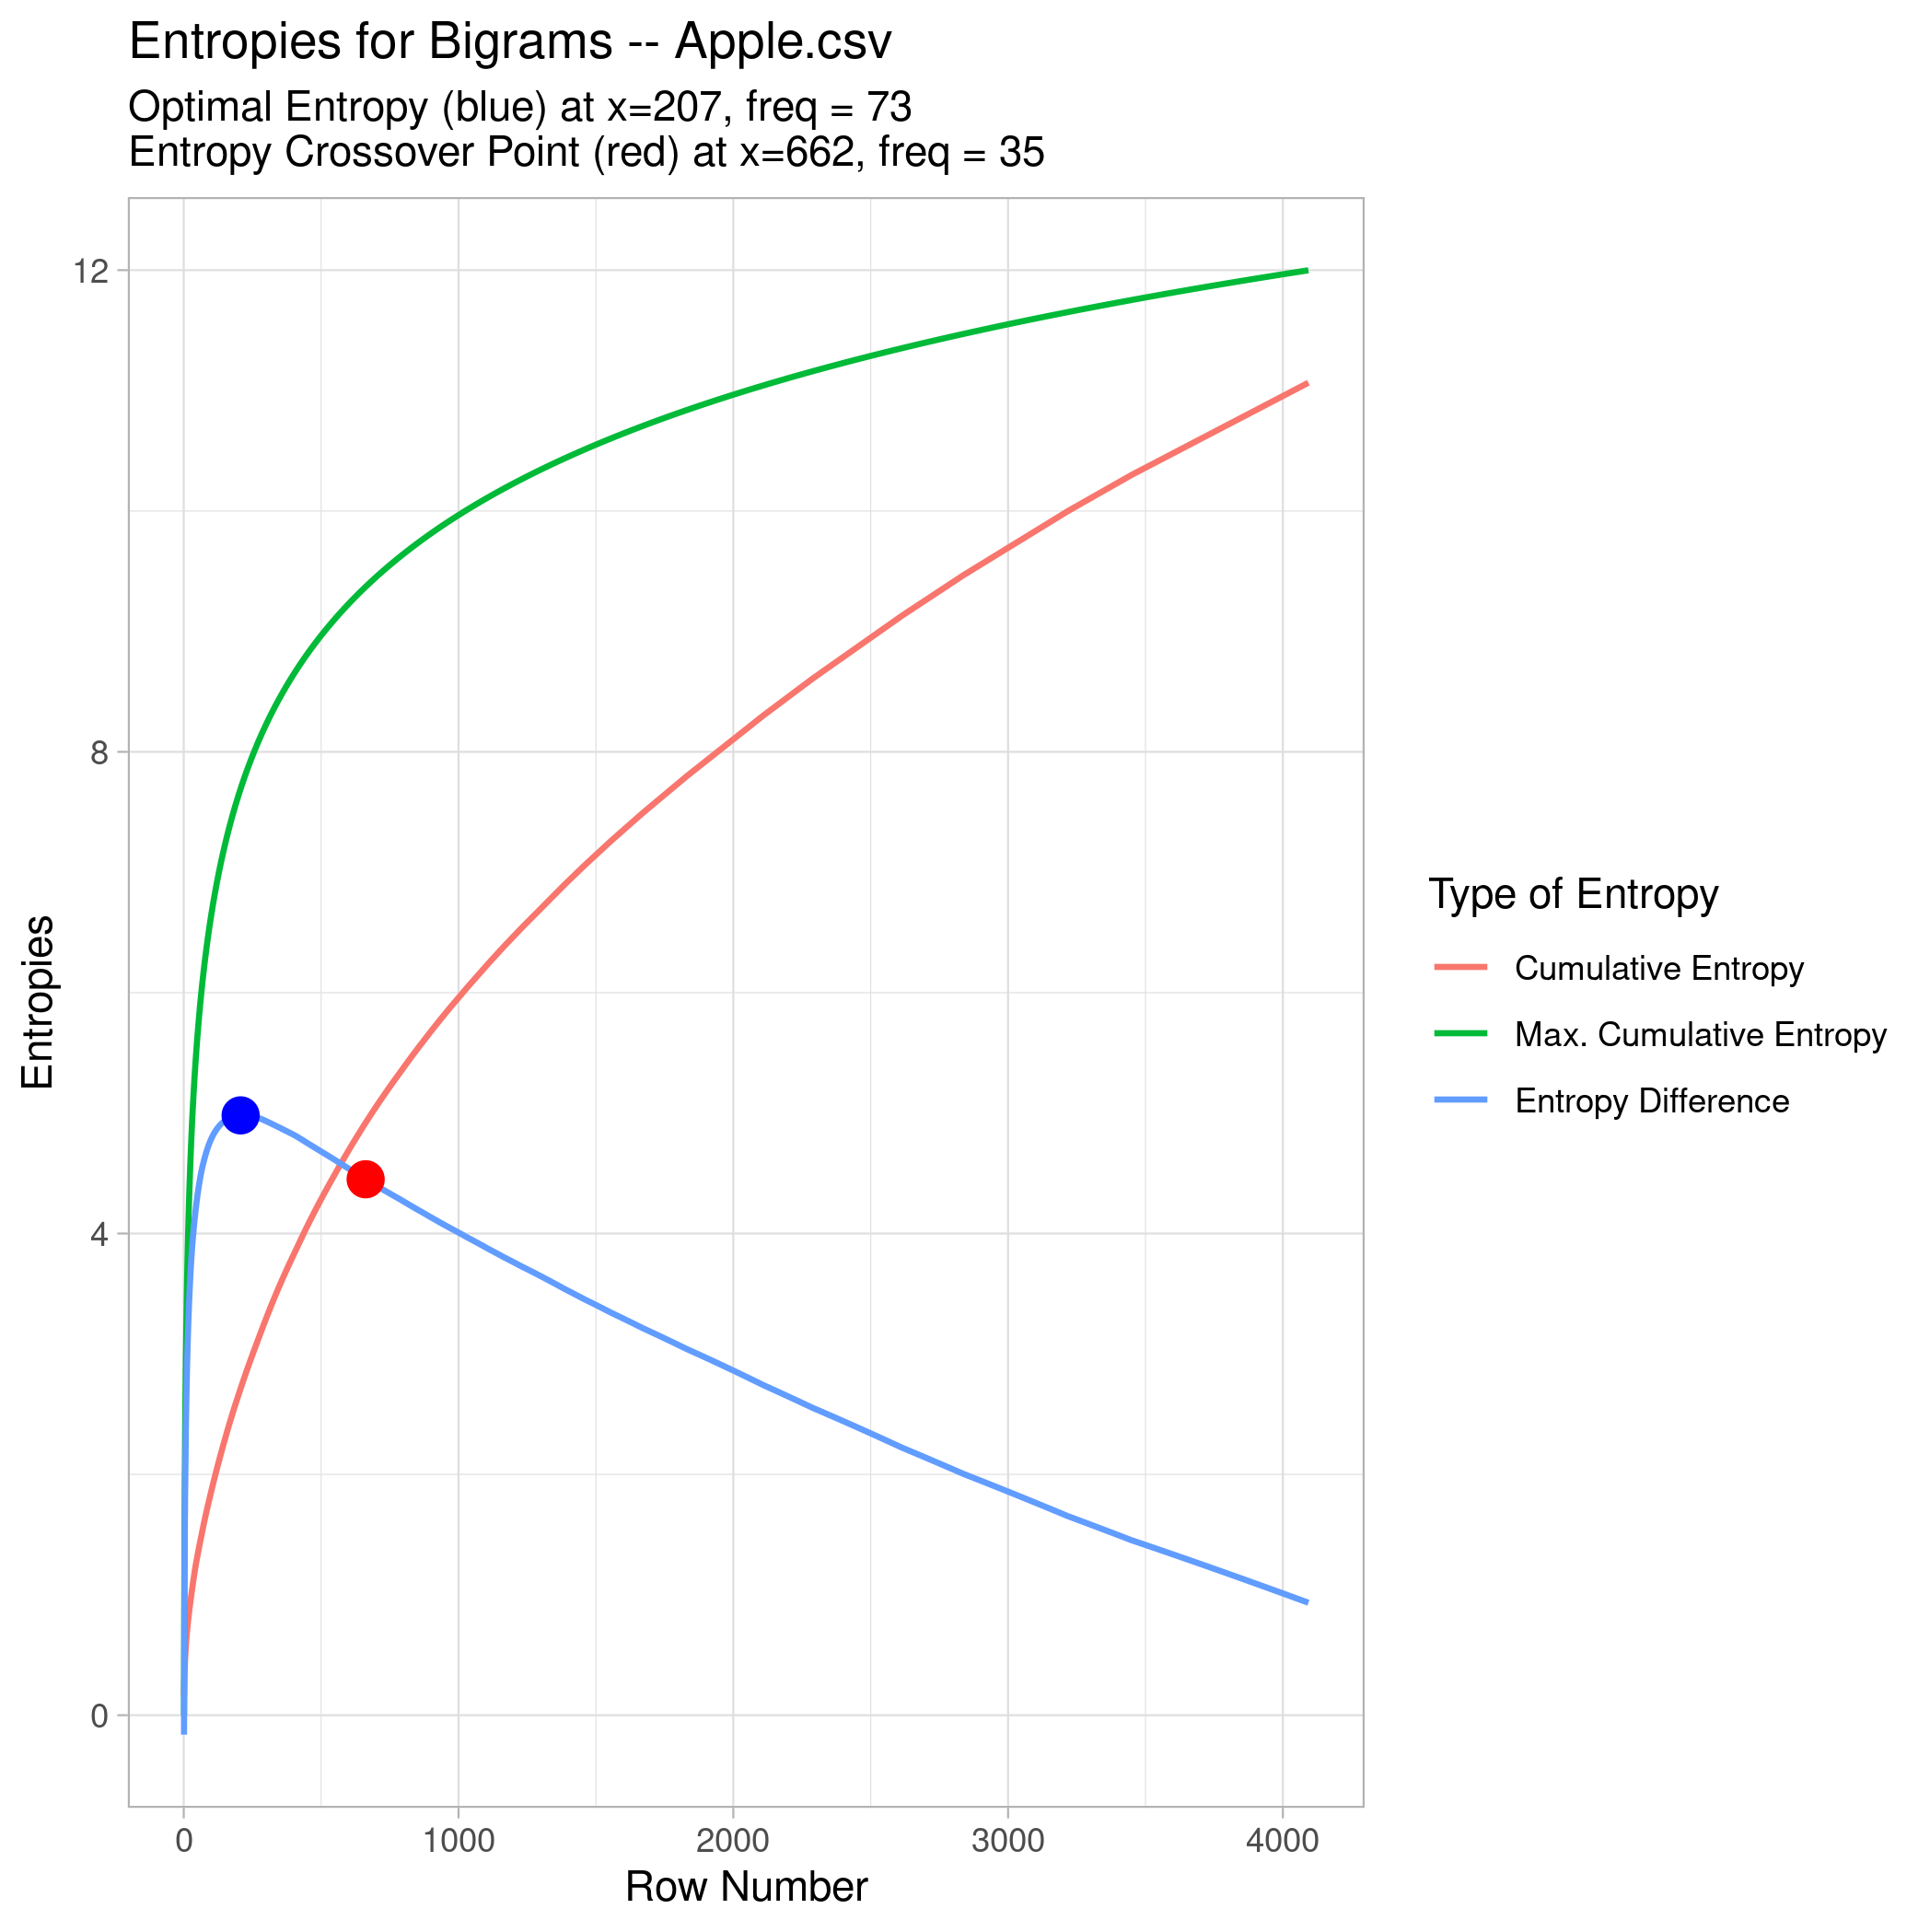 Entropies for Bigrams -- Apple.csv
Optimal Entropy (blue) at x=207, freq = 73
Entropy Crossover Point (red) at x=662, freq = 35
12
8
4
0
Entropies
0 1000 2000 3000 4000
Row Number
Type of Entropy
Cumulative Entropy
Max. Cumulative Entropy
Entropy Difference